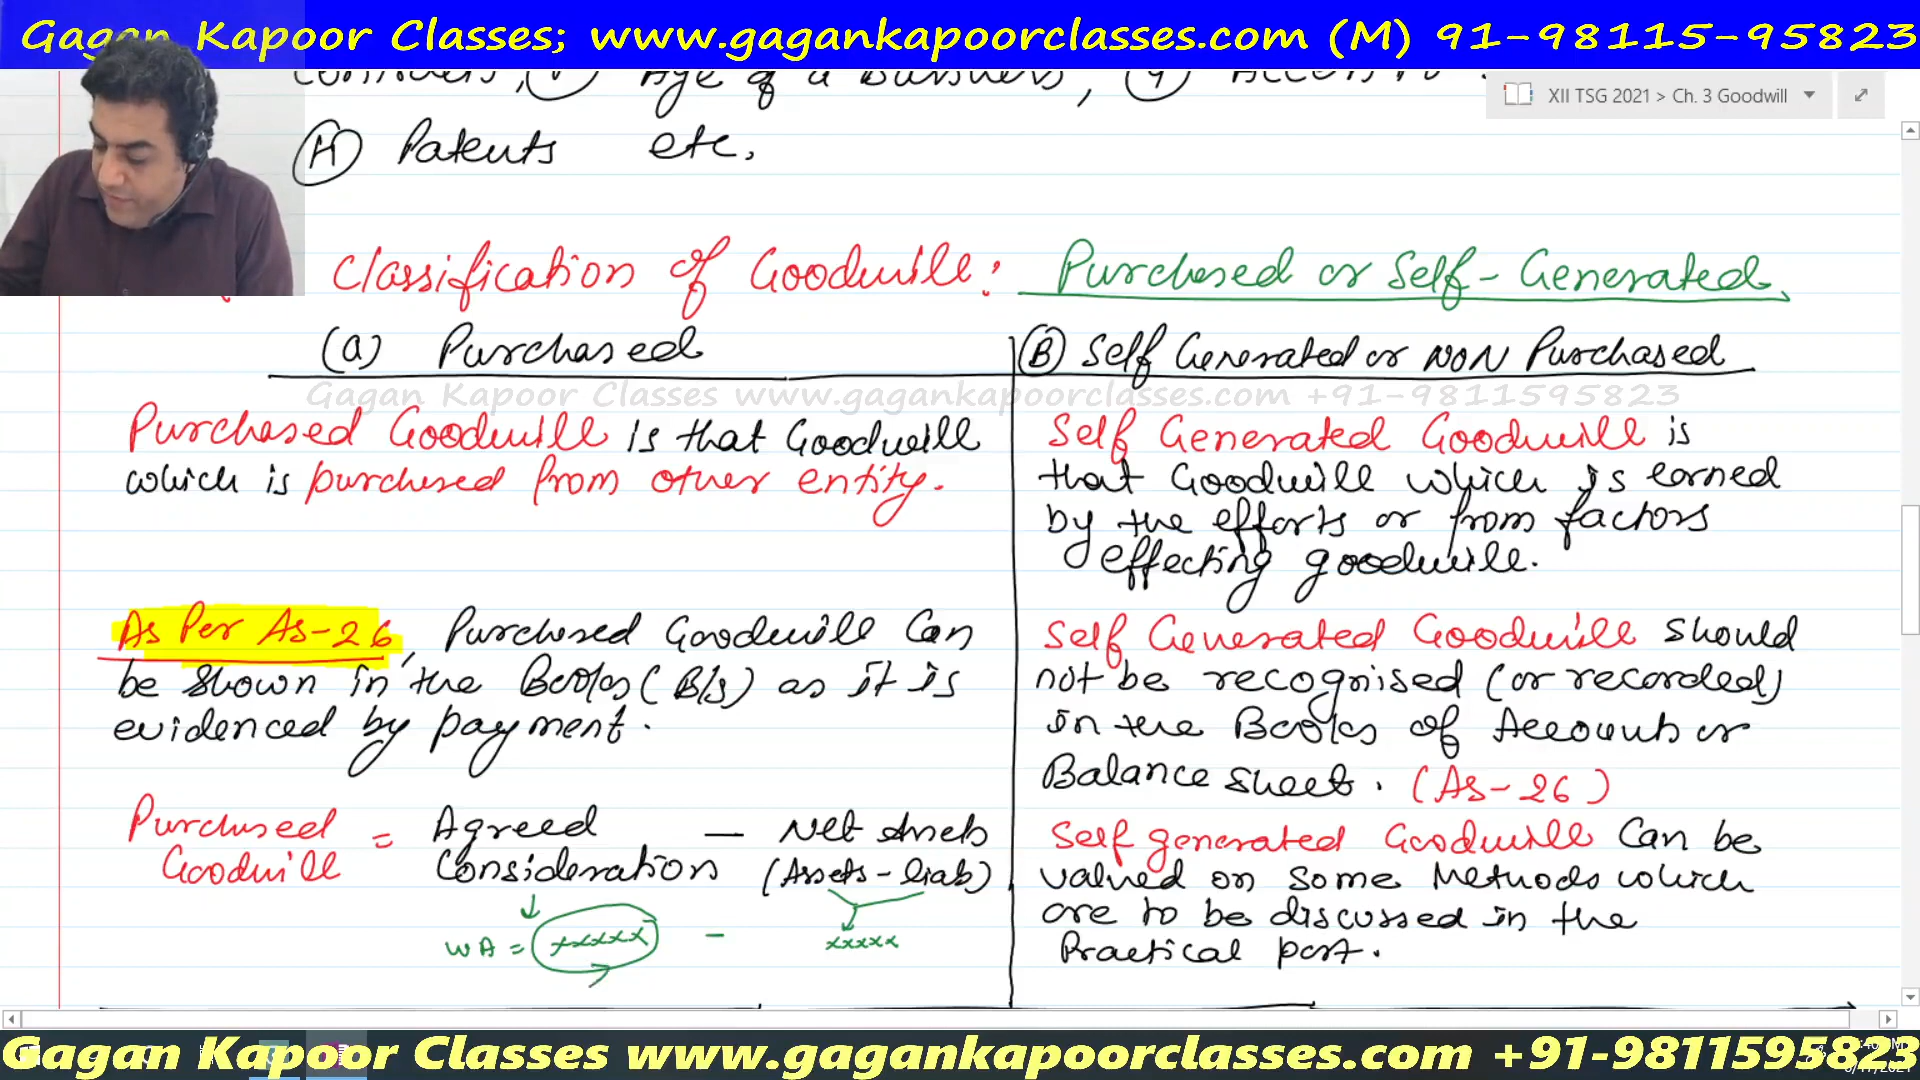 Gagan Kapoor Classes; www.gagankapoorclasses.com (M) 91-98115-95823
Age of a Business,
XII TSG 2021 > Ch. 3 Goodwill
(H) Patents etc.
Classification of Goodwill: Purchased or Self-Generated.
(a) Purchased
(B) Self Generated or NON Purchased
Gagan Kapoor Classes www.gagankapoorclasses.com +91-9811595823
Purchased Goodwill is that Goodwill
which is purchased from other entity.
As Per As-26, Purchased Goodwill Can
be shown in the Books (B/s) as it is
evidenced by payment.
Purchased Goodwill = Agreed Consideration — Net Assets (Assets-liab)
WA = xxxxx - xxxxx
Self Generated Goodwill is
that Goodwill which is earned
by the efforts or from factors
effecting goodwill.
Self Generated Goodwill should
not be recognised (or recorded)
in the Books of Accounts or
Balance sheet. (As-26)
Self generated Goodwill Can be
valued on some Methods which
are to be discussed in the
Practical part.
Gagan Kapoor Classes www.gagankapoorclasses.com +91-9811595823